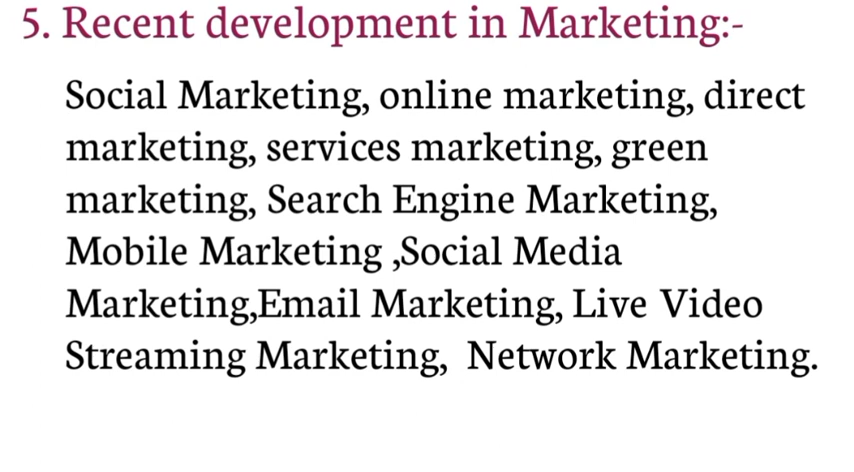 5. Recent development in Marketing:-
Social Marketing, online marketing, direct
marketing, services marketing, green
marketing, Search Engine Marketing,
Mobile Marketing ,Social Media
Marketing,Email Marketing, Live Video
Streaming Marketing,  Network Marketing.